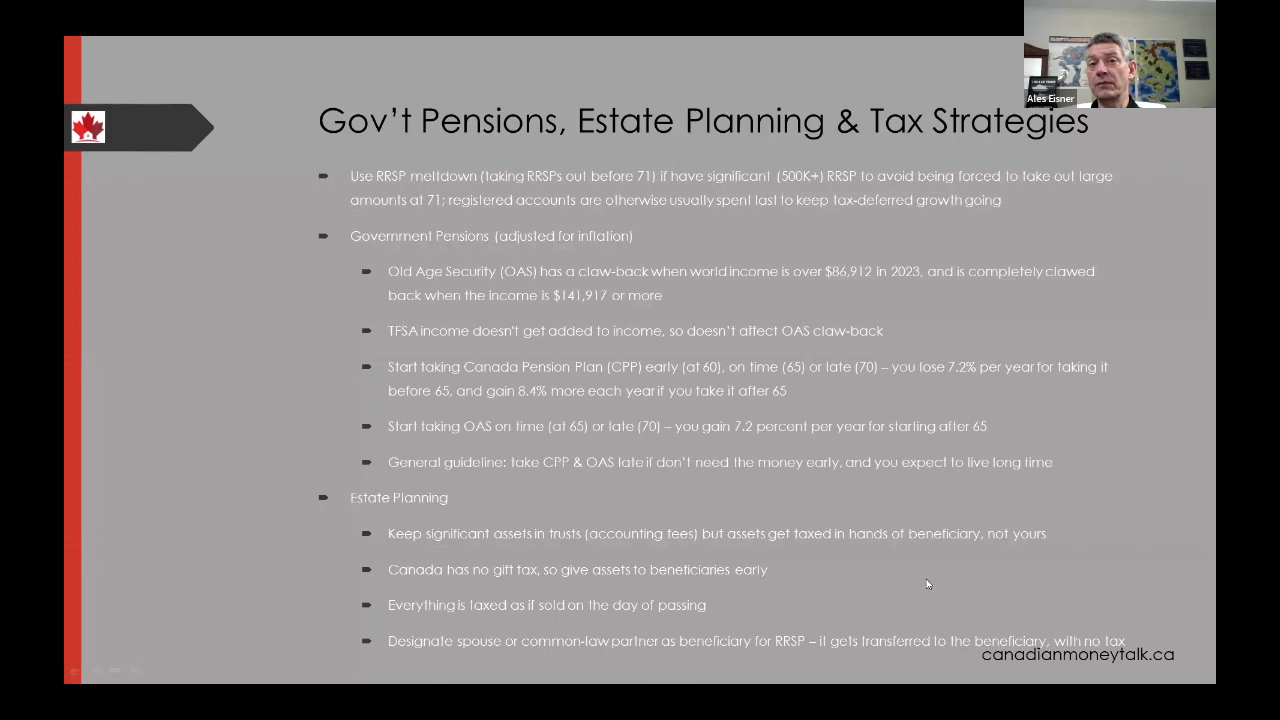 Ales Eisner
Gov't Pensions, Estate Planning & Tax Strategies
Use RRSP meltdown (taking RRSPs out before 71) if have significant (500K+) RRSP to avoid being forced to take out large
amounts at 71; registered accounts are otherwise usually spent last to keep tax-deferred growth going
Government Pensions (adjusted for inflation)
Old Age Security (OAS) has a claw-back when world income is over $86,912 in 2023, and is completely clawed
back when the income is $141,917 or more
TFSA income doesn't get added to income, so doesn't affect OAS claw-back
Start taking Canada Pension Plan (CPP) early (at 60), on time (65) or late (70) – you lose 7.2% per year for taking it
before 65, and gain 8.4% more each year if you take it after 65
Start taking OAS on time (at 65) or late (70) – you gain 7.2 percent per year for starting after 65
General guideline: take CPP & OAS late if don't need the money early, and you expect to live long time
Estate Planning
Keep significant assets in trusts (accounting fees) but assets get taxed in hands of beneficiary, not yours
Canada has no gift tax, so give assets to beneficiaries early
Everything is taxed as if sold on the day of passing
Designate spouse or common-law partner as beneficiary for RRSP – it gets transferred to the beneficiary, with no tax
canadianmoneytalk.ca